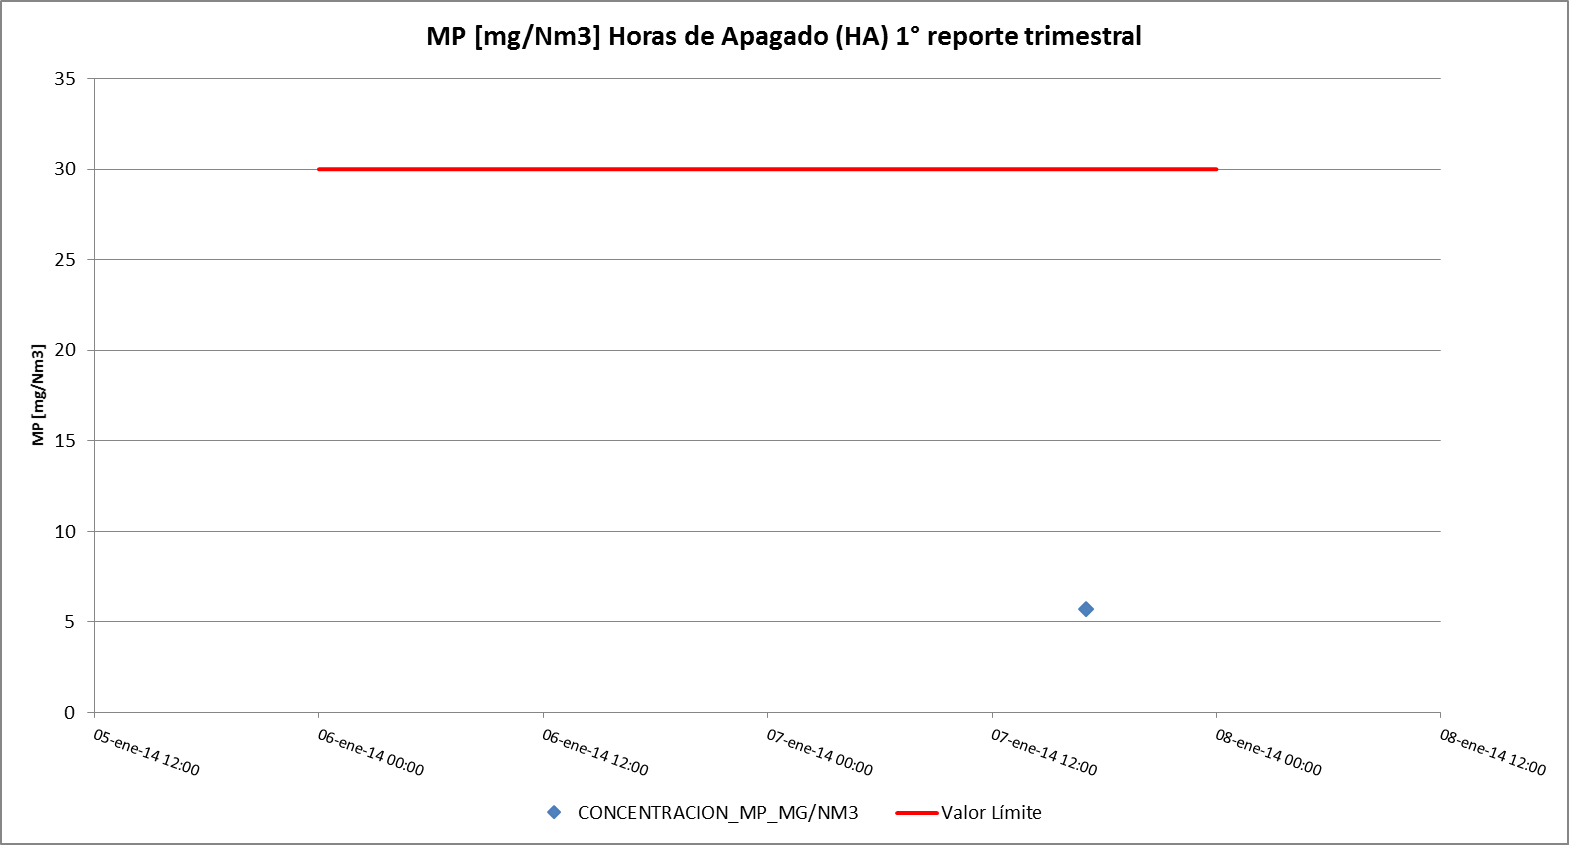 MP [mg/Nm3] Horas de Apagado (HA) 1° reporte trimestral
35
30
25
20
15
10
5
0
MP [mg/Nm3]
05-ene-14 12:00
06-ene-14 00:00
06-ene-14 12:00
07-ene-14 00:00
07-ene-14 12:00
08-ene-14 00:00
08-ene-14 12:00
CONCENTRACION_MP_MG/NM3
Valor Límite